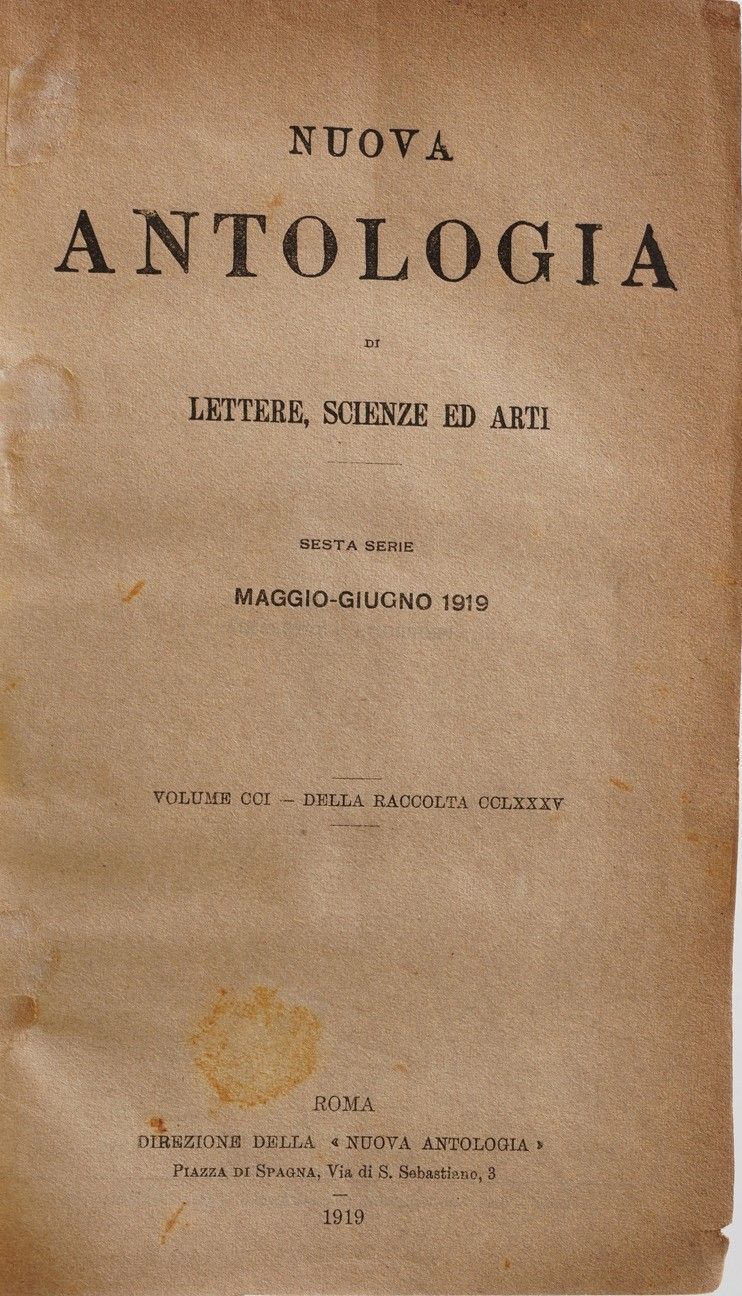 NUOVA
ANTOLOGIA
DI
LETTERE, SCIENZE ED ARTI
SESTA SERIE
MAGGIO-GIUGNO 1919
VOLUME CCI — DELLA RACCOLTA CCLXXXV
ROMA
DIREZIONE DELLA « NUOVA ANTOLOGIA »
PIAZZA DI SPAGNA, Via di S. Sebastiano, 3
1919